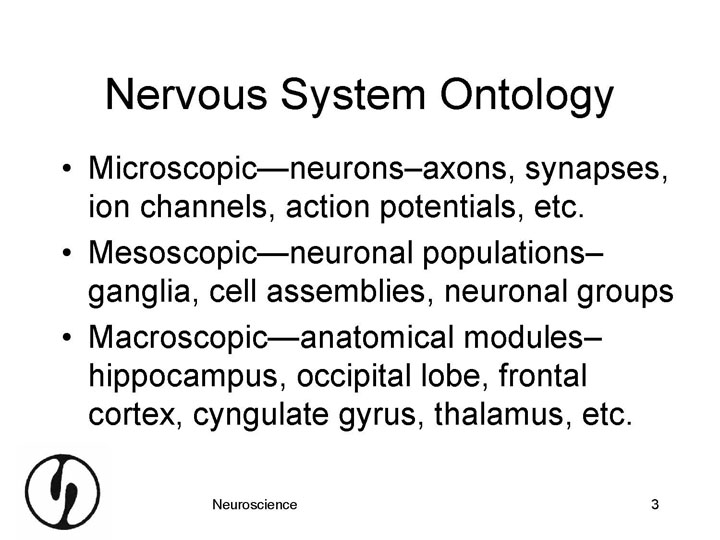 Nervous System Ontology
• Microscopic—neurons–axons, synapses,
ion channels, action potentials, etc.
• Mesoscopic—neuronal populations–
ganglia, cell assemblies, neuronal groups
• Macroscopic—anatomical modules–
hippocampus, occipital lobe, frontal
cortex, cyngulate gyrus, thalamus, etc.
Neuroscience 3